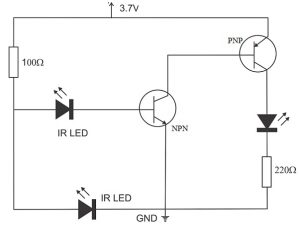 3.7V
PNP
100Ω
IR LED
NPN
220Ω
IR LED
GND